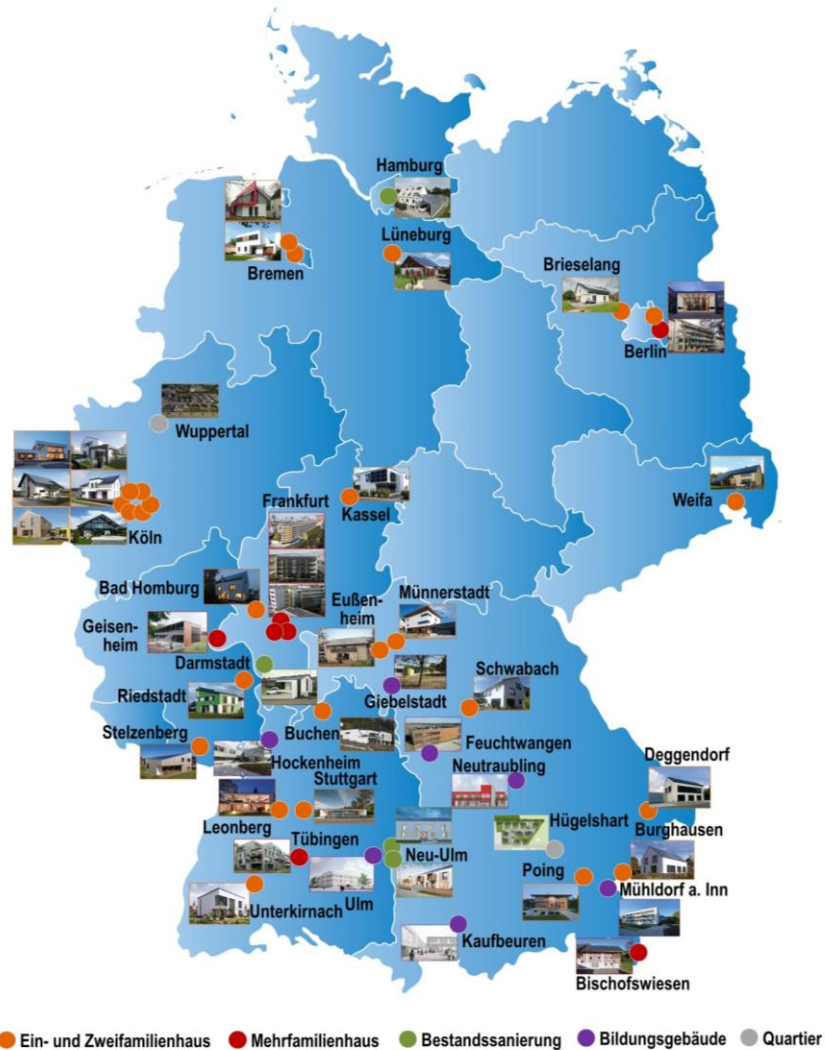 Hamburg
Lüneburg
Bremen
Brieselang
Berlin
Wuppertal
Köln
Kassel
Weifa
Frankfurt
Bad Homburg
Eußen-
heim
Münnerstadt
Geisen-
heim
Darmstadt
Schwabach
Riedstadt
Giebelstadt
Stelzenberg
Buchen
Feuchtwangen
Hockenheim
Neutraubling
Deggendorf
Stuttgart
Leonberg
Hügelshart
Burghausen
Tübingen
Neu-Ulm
Poing
Mühldorf a. Inn
Unterkirnach
Ulm
Kaufbeuren
Bischofswiesen
Ein- und Zweifamilienhaus
Mehrfamilienhaus
Bestandssanierung
Bildungsgebäude
Quartier